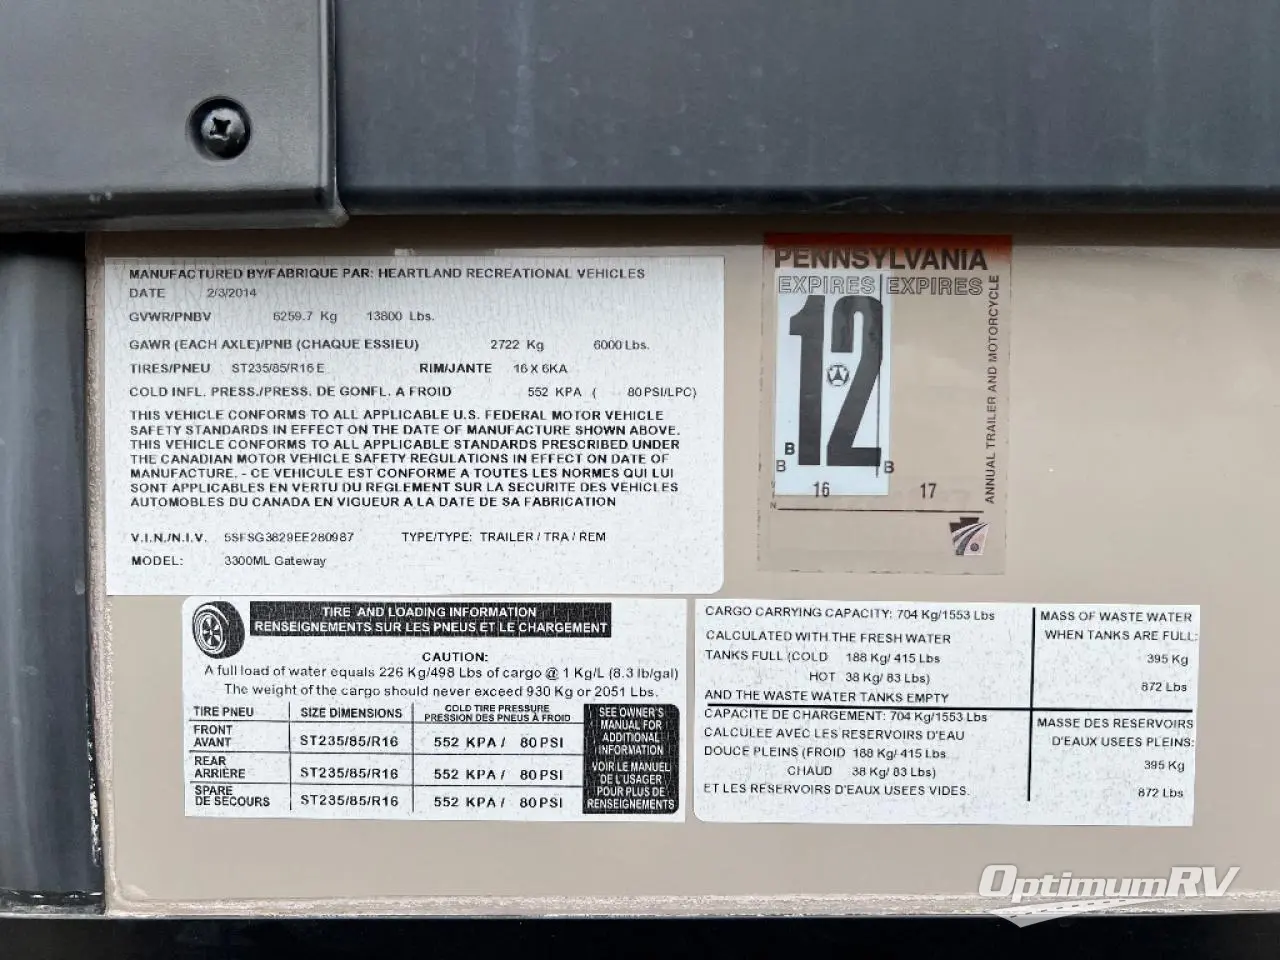 MANUFACTURED BY/FABRIQUE PAR: HEARTLAND RECREATIONAL VEHICLES
DATE 2/3/2014
GVWR/PNBV 6259.7 Kg 13800 Lbs.
GAWR (EACH AXLE)/PNB (CHAQUE ESSIEU) 2722 Kg 6000 Lbs.
TIRES/PNEU ST235/85/R16 E RIM/JANTE 16 X 6KA
COLD INFL. PRESS./PRESS. DE GONFL. A FROID 552 KPA ( 80 PSI/LPC)
THIS VEHICLE CONFORMS TO ALL APPLICABLE U.S. FEDERAL MOTOR VEHICLE
SAFETY STANDARDS IN EFFECT ON THE DATE OF MANUFACTURE SHOWN ABOVE.
THIS VEHICLE CONFORMS TO ALL APPLICABLE STANDARDS PRESCRIBED UNDER
THE CANADIAN MOTOR VEHICLE SAFETY REGULATIONS IN EFFECT ON DATE OF
MANUFACTURE. - CE VEHICULE EST CONFORME A TOUTES LES NORMES QUI LUI
SONT APPLICABLES EN VERTU DU REGLEMENT SUR LA SECURITE DES VEHICLES
AUTOMOBILES DU CANADA EN VIGUEUR A LA DATE DE SA FABRICATION
V.I.N./N.I.V. 5SFSG3829EE280987 TYPE/TYPE: TRAILER / TRA / REM
MODEL: 3300ML Gateway
PENNSYLVANIA
EXPIRES EXPIRES
12
B
B B
16 17
ANNUAL TRAILER AND MOTORCYCLE
TIRE AND LOADING INFORMATION
RENSEIGNEMENTS SUR LES PNEUS ET LE CHARGEMENT
CAUTION:
A full load of water equals 226 Kg/498 Lbs of cargo @ 1 Kg/L (8.3 lb/gal)
The weight of the cargo should never exceed 930 Kg or 2051 Lbs.
TIRE PNEU SIZE DIMENSIONS COLD TIRE PRESSURE
PRESSION DES PNEUS À FROID
FRONT
AVANT ST235/85/R16 552 KPA / 80 PSI
REAR
ARRIÈRE ST235/85/R16 552 KPA / 80 PSI
SPARE
DE SECOURS ST235/85/R16 552 KPA / 80 PSI
SEE OWNER'S
MANUAL FOR
ADDITIONAL
INFORMATION
VOIR LE MANUEL
DE L'USAGER
POUR PLUS DE
RENSEIGNEMENTS
CARGO CARRYING CAPACITY: 704 Kg/1553 Lbs
CALCULATED WITH THE FRESH WATER
TANKS FULL (COLD 188 Kg/ 415 Lbs
HOT 38 Kg/ 83 Lbs)
AND THE WASTE WATER TANKS EMPTY
MASS OF WASTE WATER
WHEN TANKS ARE FULL:
395 Kg
872 Lbs
CAPACITE DE CHARGEMENT: 704 Kg/1553 Lbs
CALCULEE AVEC LES RESERVOIRS D'EAU
DOUCE PLEINS (FROID 188 Kg/ 415 Lbs
CHAUD 38 Kg/ 83 Lbs)
ET LES RESERVOIRS D'EAUX USEES VIDES.
MASSE DES RESERVOIRS
D'EAUX USEES PLEINS:
395 Kg
872 Lbs
OptimumRV